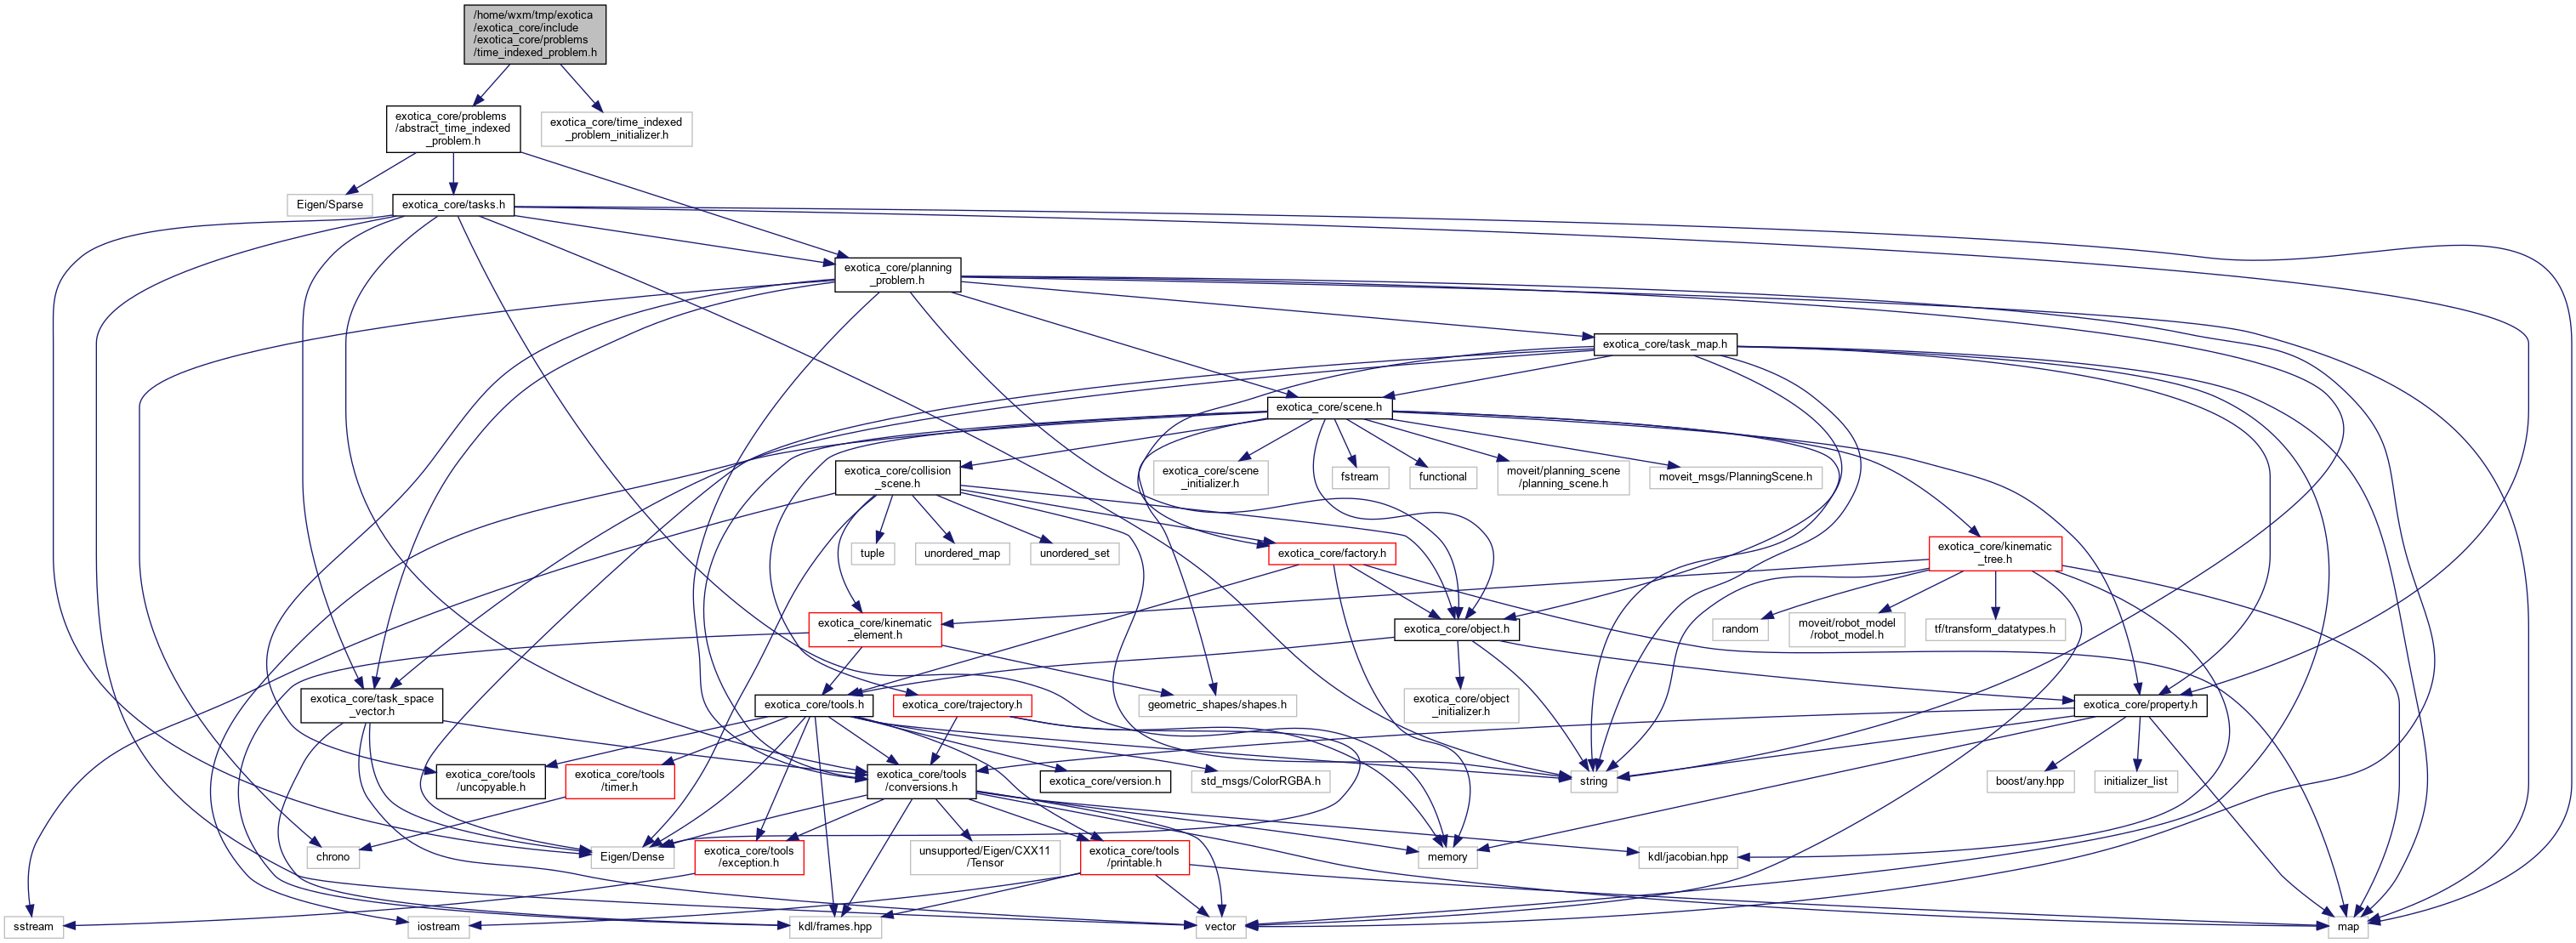 /home/wxm/tmp/exotica
/exotica_core/include
/exotica_core/problems
/time_indexed_problem.h
exotica_core/problems
/abstract_time_indexed
_problem.h
exotica_core/time_indexed
_problem_initializer.h
Eigen/Sparse
exotica_core/tasks.h
exotica_core/planning
_problem.h
exotica_core/task_map.h
exotica_core/scene.h
exotica_core/collision
_scene.h
exotica_core/scene
_initializer.h
fstream
functional
moveit/planning_scene
/planning_scene.h
moveit_msgs/PlanningScene.h
tuple
unordered_map
unordered_set
exotica_core/factory.h
exotica_core/kinematic
_tree.h
exotica_core/kinematic
_element.h
exotica_core/object.h
random
moveit/robot_model
/robot_model.h
tf/transform_datatypes.h
exotica_core/task_space
_vector.h
exotica_core/tools.h
exotica_core/trajectory.h
geometric_shapes/shapes.h
exotica_core/object
_initializer.h
exotica_core/property.h
exotica_core/tools
/uncopyable.h
exotica_core/tools
/timer.h
exotica_core/tools
/conversions.h
exotica_core/version.h
std_msgs/ColorRGBA.h
string
boost/any.hpp
initializer_list
chrono
Eigen/Dense
exotica_core/tools
/exception.h
unsupported/Eigen/CXX11
/Tensor
exotica_core/tools
/printable.h
memory
kdl/jacobian.hpp
sstream
iostream
kdl/frames.hpp
vector
map